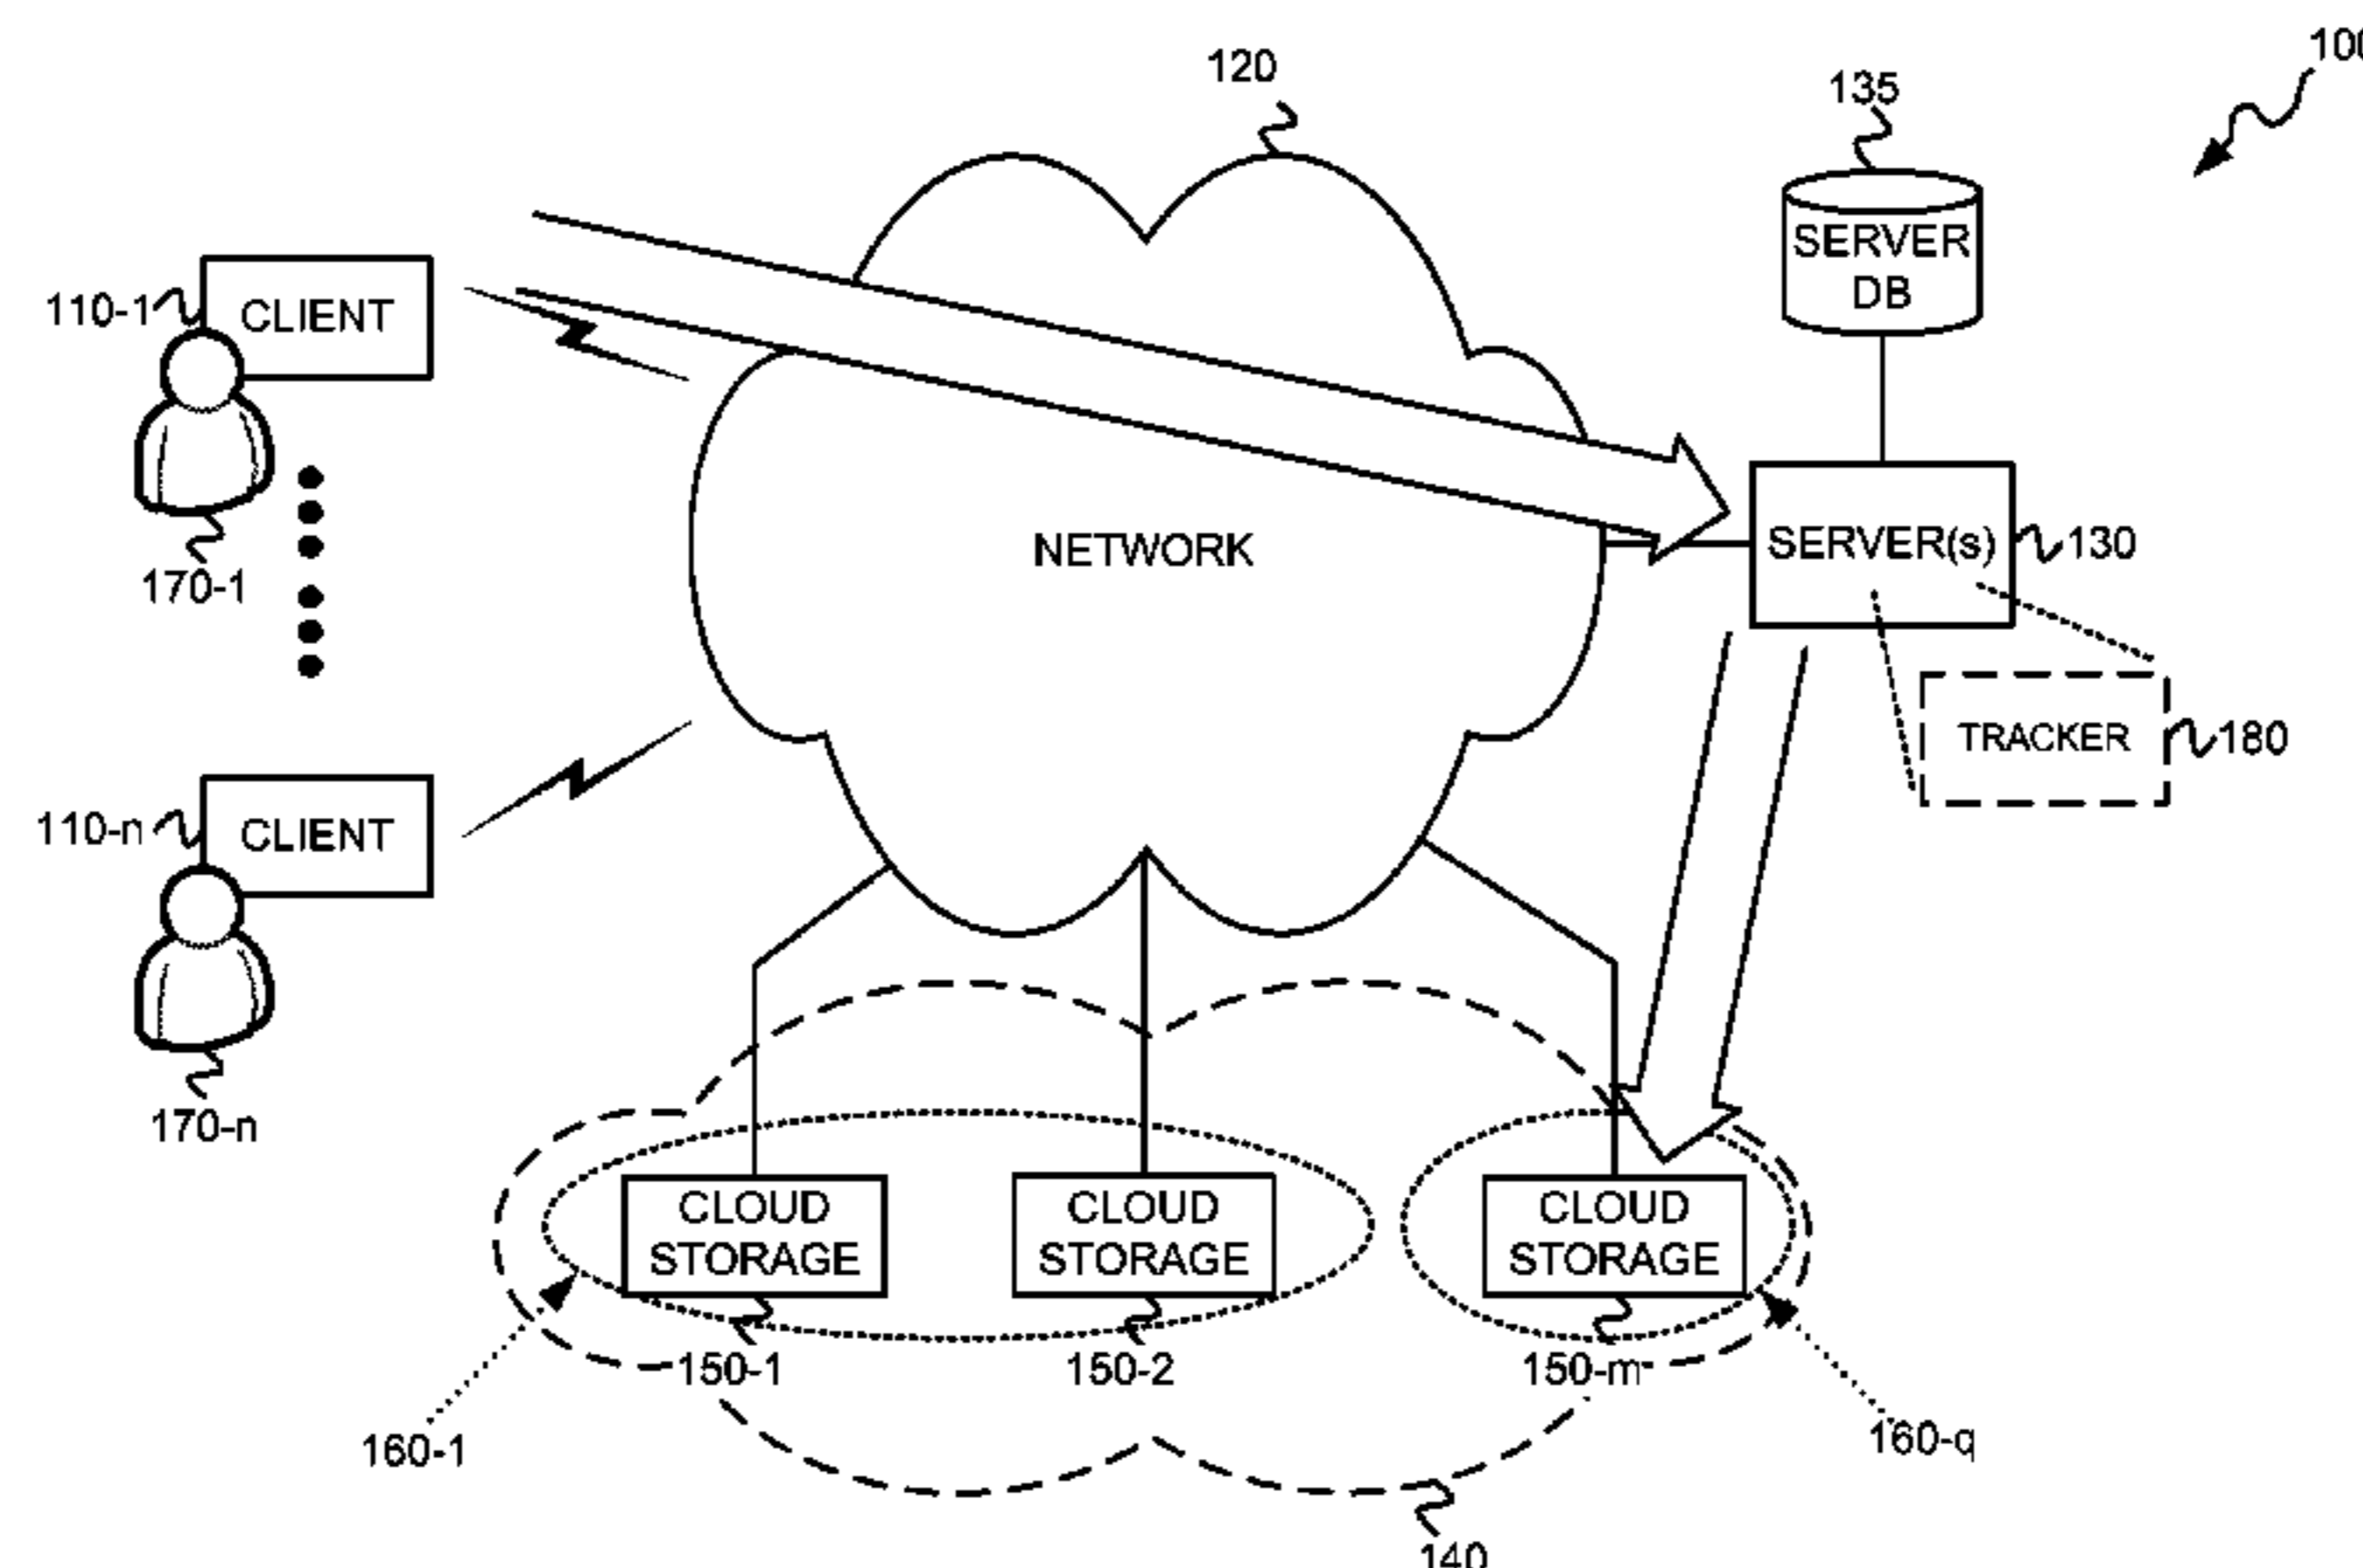 100
120
135
SERVER
DB
110-1
CLIENT
NETWORK
SERVER(s)
130
170-1
TRACKER
180
110-n
CLIENT
170-n
CLOUD
STORAGE
CLOUD
STORAGE
CLOUD
STORAGE
150-1
150-2
150-m
160-1
160-q
140